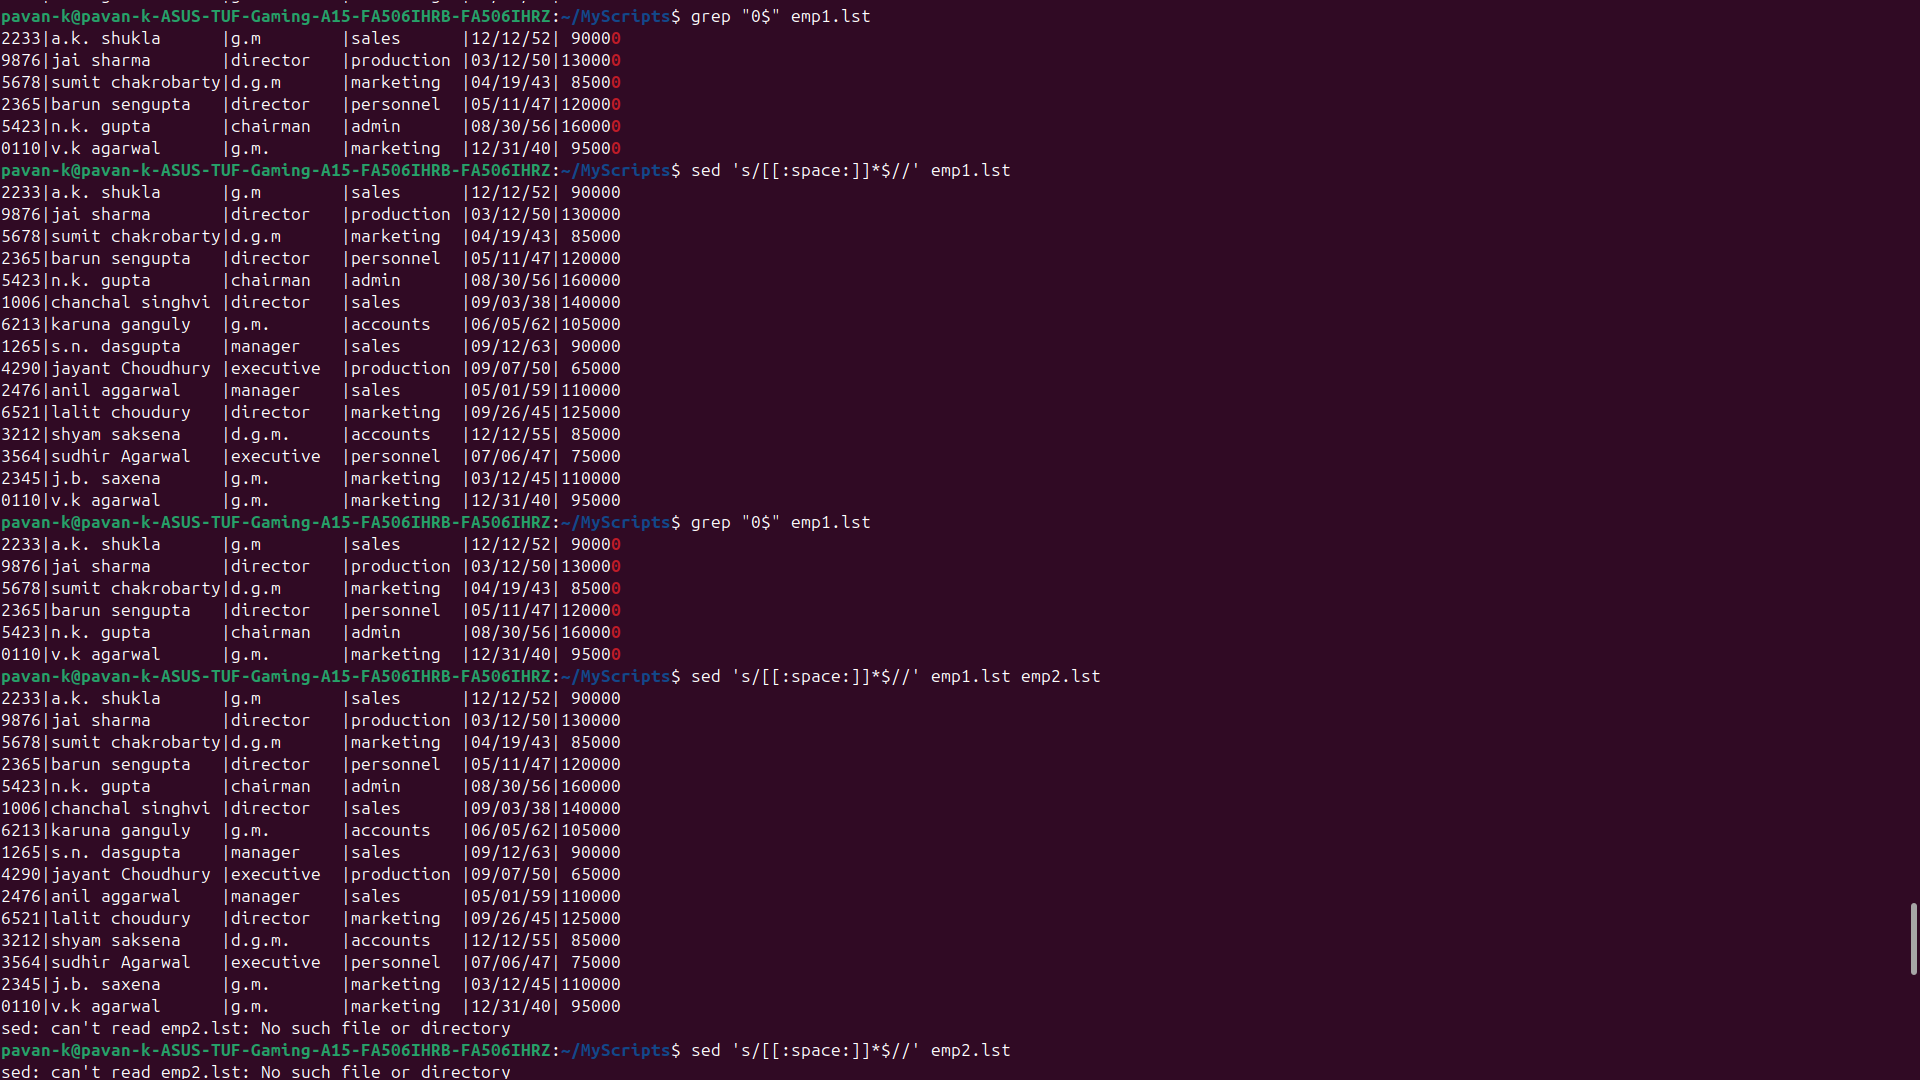 pavan-k@pavan-k-ASUS-TUF-Gaming-A15-FA506IHRB-FA506IHRZ:~/MyScripts$ grep "0$" emp1.lst
2233|a.k. shukla      |g.m        |sales      |12/12/52| 90000
9876|jai sharma       |director   |production |03/12/50|130000
5678|sumit chakrobarty|d.g.m      |marketing  |04/19/43| 85000
2365|barun sengupta   |director   |personnel  |05/11/47|120000
5423|n.k. gupta       |chairman   |admin      |08/30/56|160000
0110|v.k agarwal      |g.m.       |marketing  |12/31/40| 95000
pavan-k@pavan-k-ASUS-TUF-Gaming-A15-FA506IHRB-FA506IHRZ:~/MyScripts$ sed 's/[[:space:]]*$//' emp1.lst
2233|a.k. shukla      |g.m        |sales      |12/12/52| 90000
9876|jai sharma       |director   |production |03/12/50|130000
5678|sumit chakrobarty|d.g.m      |marketing  |04/19/43| 85000
2365|barun sengupta   |director   |personnel  |05/11/47|120000
5423|n.k. gupta       |chairman   |admin      |08/30/56|160000
1006|chanchal singhvi |director   |sales      |09/03/38|140000
6213|karuna ganguly   |g.m.       |accounts   |06/05/62|105000
1265|s.n. dasgupta    |manager    |sales      |09/12/63| 90000
4290|jayant Choudhury |executive  |production |09/07/50| 65000
2476|anil aggarwal    |manager    |sales      |05/01/59|110000
6521|lalit choudury   |director   |marketing  |09/26/45|125000
3212|shyam saksena    |d.g.m.     |accounts   |12/12/55| 85000
3564|sudhir Agarwal   |executive  |personnel  |07/06/47| 75000
2345|j.b. saxena      |g.m.       |marketing  |03/12/45|110000
0110|v.k agarwal      |g.m.       |marketing  |12/31/40| 95000
pavan-k@pavan-k-ASUS-TUF-Gaming-A15-FA506IHRB-FA506IHRZ:~/MyScripts$ grep "0$" emp1.lst
2233|a.k. shukla      |g.m        |sales      |12/12/52| 90000
9876|jai sharma       |director   |production |03/12/50|130000
5678|sumit chakrobarty|d.g.m      |marketing  |04/19/43| 85000
2365|barun sengupta   |director   |personnel  |05/11/47|120000
5423|n.k. gupta       |chairman   |admin      |08/30/56|160000
0110|v.k agarwal      |g.m.       |marketing  |12/31/40| 95000
pavan-k@pavan-k-ASUS-TUF-Gaming-A15-FA506IHRB-FA506IHRZ:~/MyScripts$ sed 's/[[:space:]]*$//' emp1.lst emp2.lst
2233|a.k. shukla      |g.m        |sales      |12/12/52| 90000
9876|jai sharma       |director   |production |03/12/50|130000
5678|sumit chakrobarty|d.g.m      |marketing  |04/19/43| 85000
2365|barun sengupta   |director   |personnel  |05/11/47|120000
5423|n.k. gupta       |chairman   |admin      |08/30/56|160000
1006|chanchal singhvi |director   |sales      |09/03/38|140000
6213|karuna ganguly   |g.m.       |accounts   |06/05/62|105000
1265|s.n. dasgupta    |manager    |sales      |09/12/63| 90000
4290|jayant Choudhury |executive  |production |09/07/50| 65000
2476|anil aggarwal    |manager    |sales      |05/01/59|110000
6521|lalit choudury   |director   |marketing  |09/26/45|125000
3212|shyam saksena    |d.g.m.     |accounts   |12/12/55| 85000
3564|sudhir Agarwal   |executive  |personnel  |07/06/47| 75000
2345|j.b. saxena      |g.m.       |marketing  |03/12/45|110000
0110|v.k agarwal      |g.m.       |marketing  |12/31/40| 95000
sed: can't read emp2.lst: No such file or directory
pavan-k@pavan-k-ASUS-TUF-Gaming-A15-FA506IHRB-FA506IHRZ:~/MyScripts$ sed 's/[[:space:]]*$//' emp2.lst
sed: can't read emp2.lst: No such file or directory